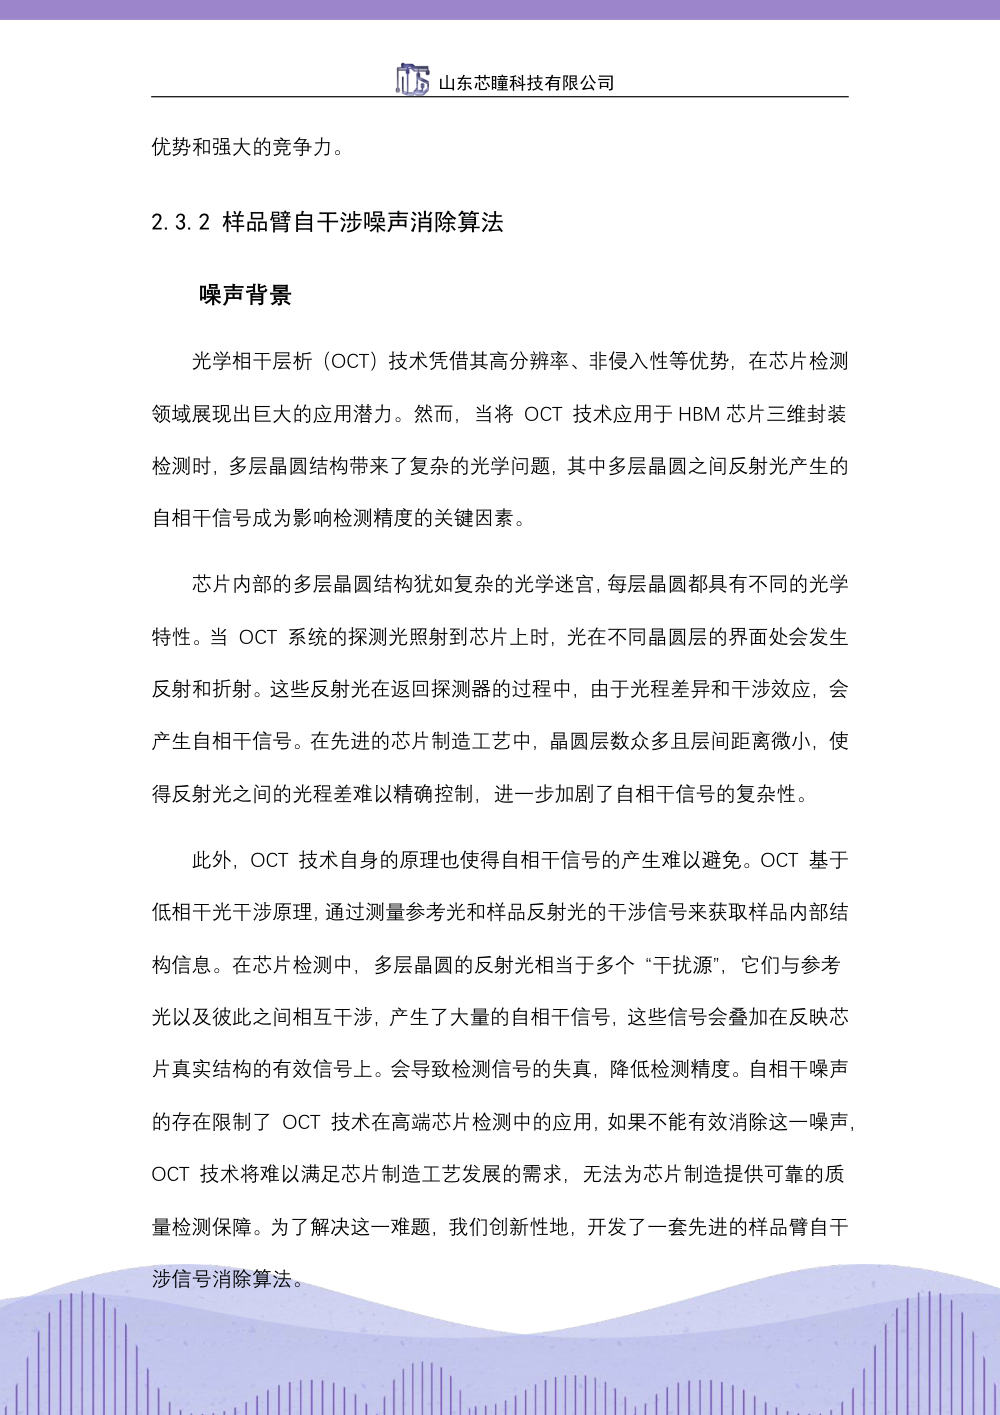 山东芯瞳科技有限公司
优势和强大的竞争力。
2.3.2 样品臂自干涉噪声消除算法
噪声背景
光学相干层析（OCT）技术凭借其高分辨率、非侵入性等优势，在芯片检测
领域展现出巨大的应用潜力。然而，当将 OCT 技术应用于 HBM 芯片三维封装
检测时，多层晶圆结构带来了复杂的光学问题，其中多层晶圆之间反射光产生的
自相干信号成为影响检测精度的关键因素。
芯片内部的多层晶圆结构犹如复杂的光学迷宫，每层晶圆都具有不同的光学
特性。当 OCT 系统的探测光照射到芯片上时，光在不同晶圆层的界面处会发生
反射和折射。这些反射光在返回探测器的过程中，由于光程差异和干涉效应，会
产生自相干信号。在先进的芯片制造工艺中，晶圆层数众多且层间距离微小，使
得反射光之间的光程差难以精确控制，进一步加剧了自相干信号的复杂性。
此外，OCT 技术自身的原理也使得自相干信号的产生难以避免。OCT 基于
低相干光干涉原理，通过测量参考光和样品反射光的干涉信号来获取样品内部结
构信息。在芯片检测中，多层晶圆的反射光相当于多个 “干扰源”，它们与参考
光以及彼此之间相互干涉，产生了大量的自相干信号，这些信号会叠加在反映芯
片真实结构的有效信号上。会导致检测信号的失真，降低检测精度。自相干噪声
的存在限制了 OCT 技术在高端芯片检测中的应用，如果不能有效消除这一噪声，
OCT 技术将难以满足芯片制造工艺发展的需求，无法为芯片制造提供可靠的质
量检测保障。为了解决这一难题，我们创新性地，开发了一套先进的样品臂自干
涉信号消除算法。